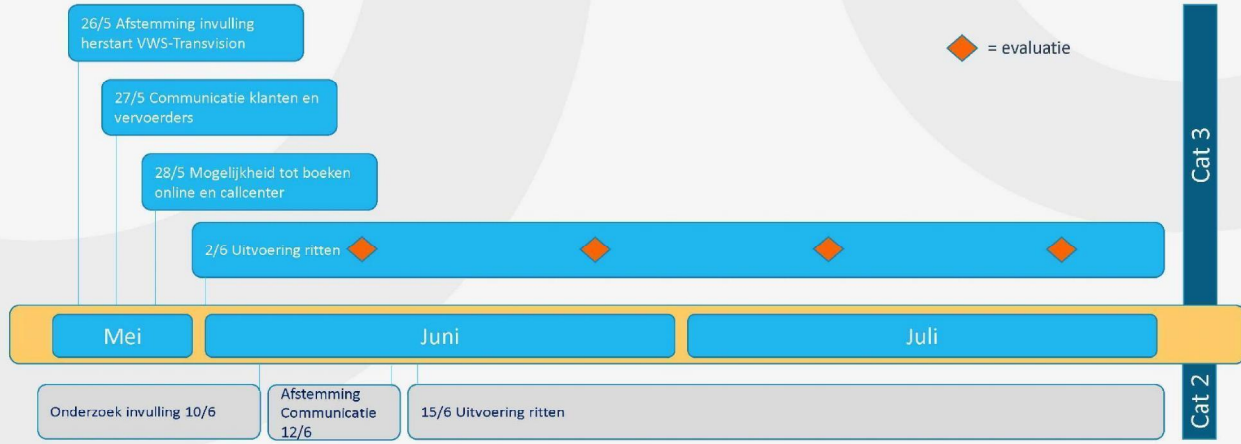 26/5 Afstemming invulling
herstart VWS-Transvision
= evaluatie
27/5 Communicatie klanten en
vervoerders
28/5 Mogelijkheid tot boeken
online en callcenter
Cat 3
2/6 Uitvoering ritten
Mei
Juni
Juli
Onderzoek invulling 10/6
Afstemming
Communicatie
12/6
15/6 Uitvoering ritten
Cat 2